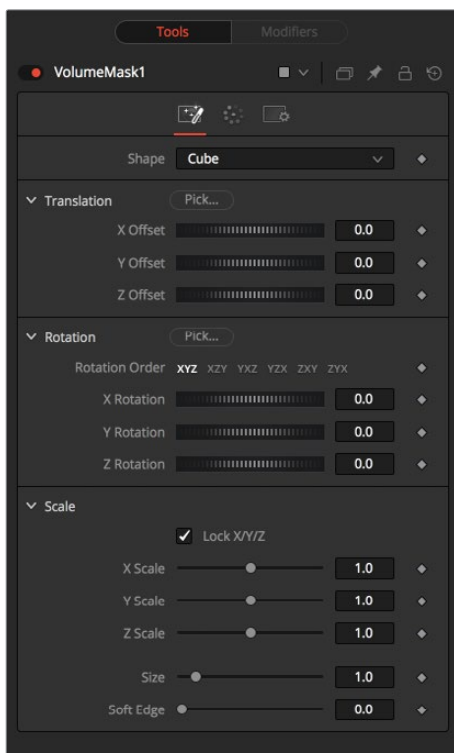 Tools Modifiers
VolumeMask1
Shape Cube
Translation Pick...
X Offset 0.0
Y Offset 0.0
Z Offset 0.0
Rotation Pick...
Rotation Order XYZ XZY YXZ YZX ZXY ZYX
X Rotation 0.0
Y Rotation 0.0
Z Rotation 0.0
Scale
Lock X/Y/Z
X Scale 1.0
Y Scale 1.0
Z Scale 1.0
Size 1.0
Soft Edge 0.0